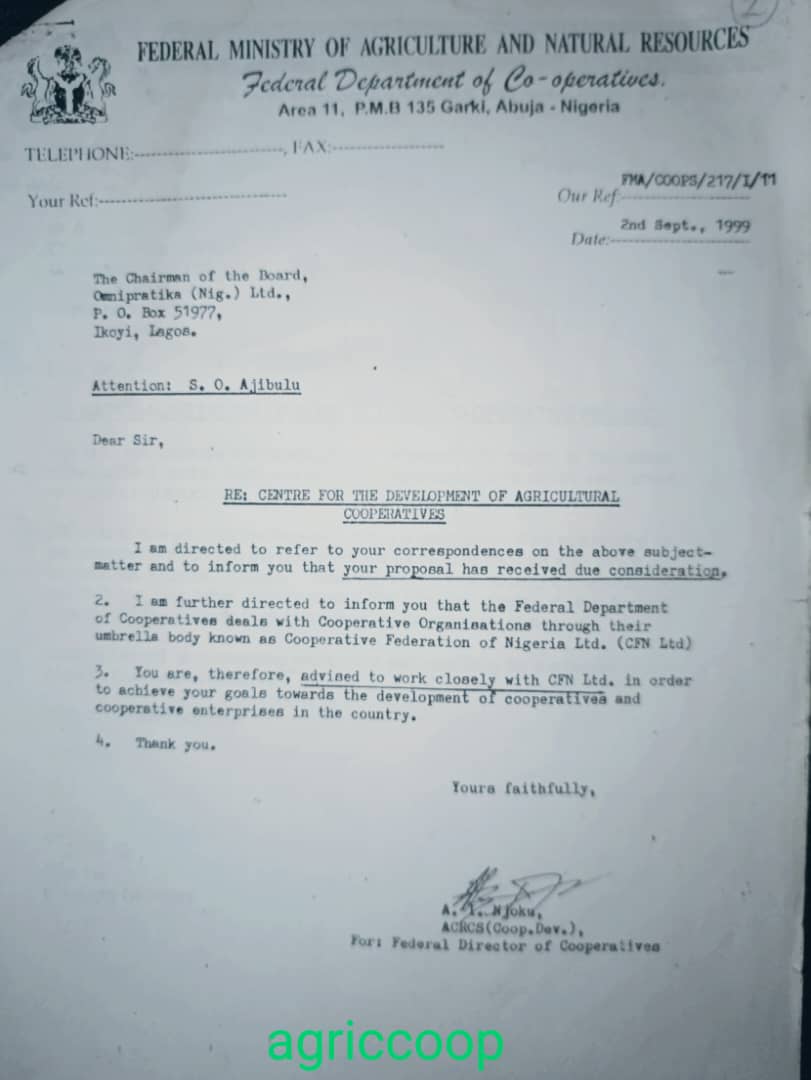 2
FEDERAL MINISTRY OF AGRICULTURE AND NATURAL RESOURCES
Federal Department of Co-operatives.
Area 11, P.M.B 135 Garki, Abuja - Nigeria
TELEPHONE:--------------------, FAX:---------------
FMA/COOPS/217/I/11
Your Ref:------------------------- Our Ref:-----------------
2nd Sept., 1999
Date:-------------------
The Chairman of the Board,
Omnipratika (Nig.) Ltd.,
P. O. Box 51977,
Ikoyi, Lagos.
Attention: S. O. Ajibulu
Dear Sir,
RE: CENTRE FOR THE DEVELOPMENT OF AGRICULTURAL
COOPERATIVES
I am directed to refer to your correspondences on the above subject-
matter and to inform you that your proposal has received due consideration.
2. I am further directed to inform you that the Federal Department
of Cooperatives deals with Cooperative Organisations through their
umbrella body known as Cooperative Federation of Nigeria Ltd. (CFN Ltd)
3. You are, therefore, advised to work closely with CFN Ltd. in order
to achieve your goals towards the development of cooperatives and
cooperative enterprises in the country.
4. Thank you.
Yours faithfully,
A. I. Njoku,
ACRCS(Coop.Dev.),
For: Federal Director of Cooperatives
agriccoop